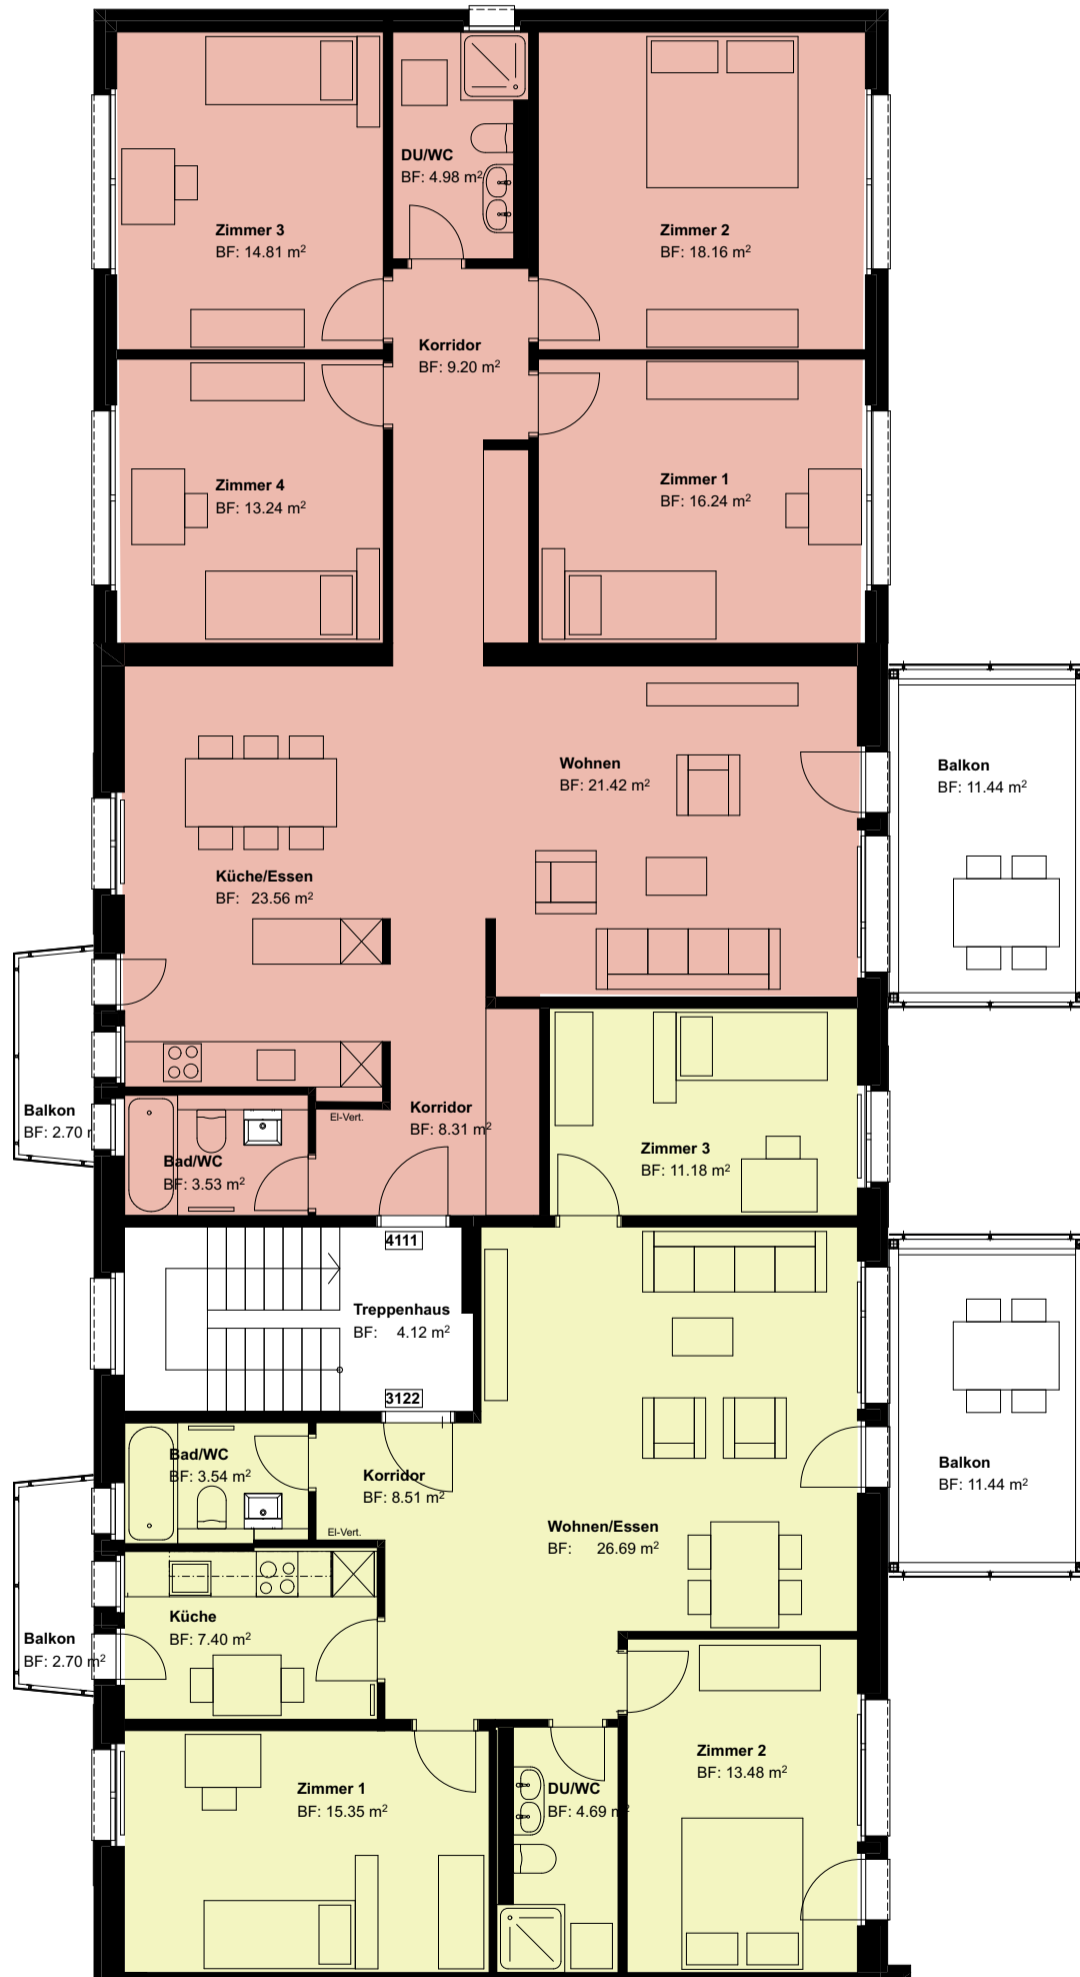 DU/WC
BF: 4.98 m²
Zimmer 3
BF: 14.81 m²
Zimmer 2
BF: 18.16 m²
Korridor
BF: 9.20 m²
Zimmer 4
BF: 13.24 m²
Zimmer 1
BF: 16.24 m²
Wohnen
BF: 21.42 m²
Balkon
BF: 11.44 m²
Küche/Essen
BF: 23.56 m²
Balkon
BF: 2.70
Korridor
BF: 8.31 m²
El-Vert.
Bad/WC
BF: 3.53 m²
Zimmer 3
BF: 11.18 m²
4111
Treppenhaus
BF: 4.12 m²
3122
Bad/WC
BF: 3.54 m²
Korridor
BF: 8.51 m²
El-Vert.
Wohnen/Essen
BF: 26.69 m²
Balkon
BF: 11.44 m²
Küche
BF: 7.40 m²
Balkon
BF: 2.70 m²
Zimmer 1
BF: 15.35 m²
DU/WC
BF: 4.69 m²
Zimmer 2
BF: 13.48 m²